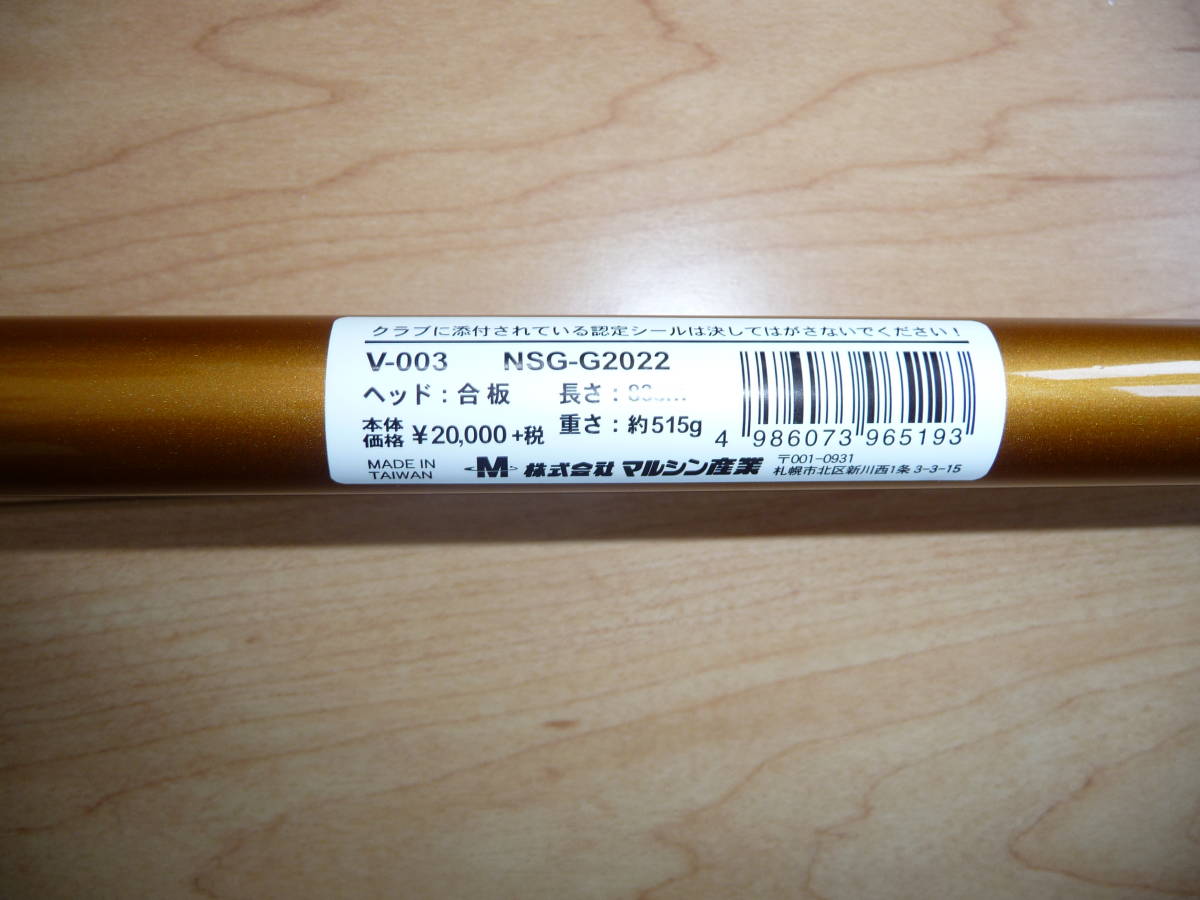 クラブに添付されている認定シールは決してはがさないでください!
V-003 NSG-G2022
ヘッド:合板 長さ:
本体価格 ¥20,000+税 重さ:約515g
4 986073 965193
MADE IN TAIWAN
M 株式会社 マルシン産業
〒001-0931
札幌市北区新川西1条3-3-15